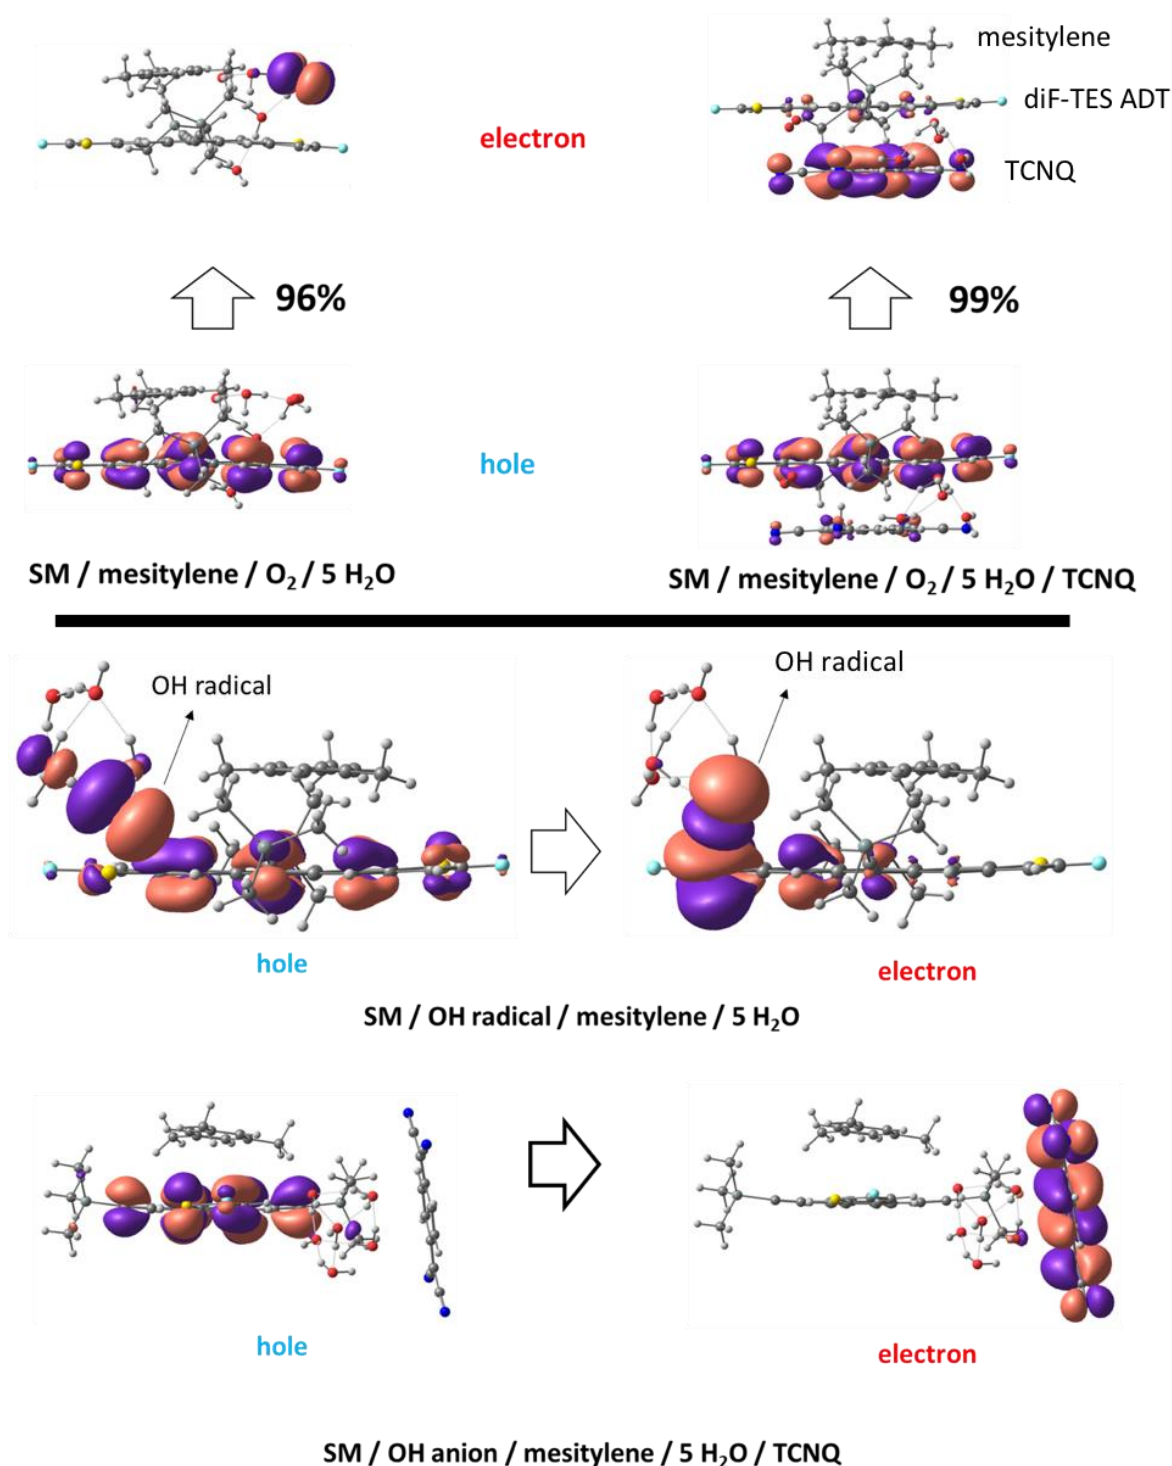 mesitylene
electron
diF-TES ADT
TCNQ
96%
99%
hole
SM / mesitylene / O₂ / 5 H₂O
SM / mesitylene / O₂ / 5 H₂O / TCNQ
OH radical
OH radical
hole
electron
SM / OH radical / mesitylene / 5 H₂O
hole
electron
SM / OH anion / mesitylene / 5 H₂O / TCNQ